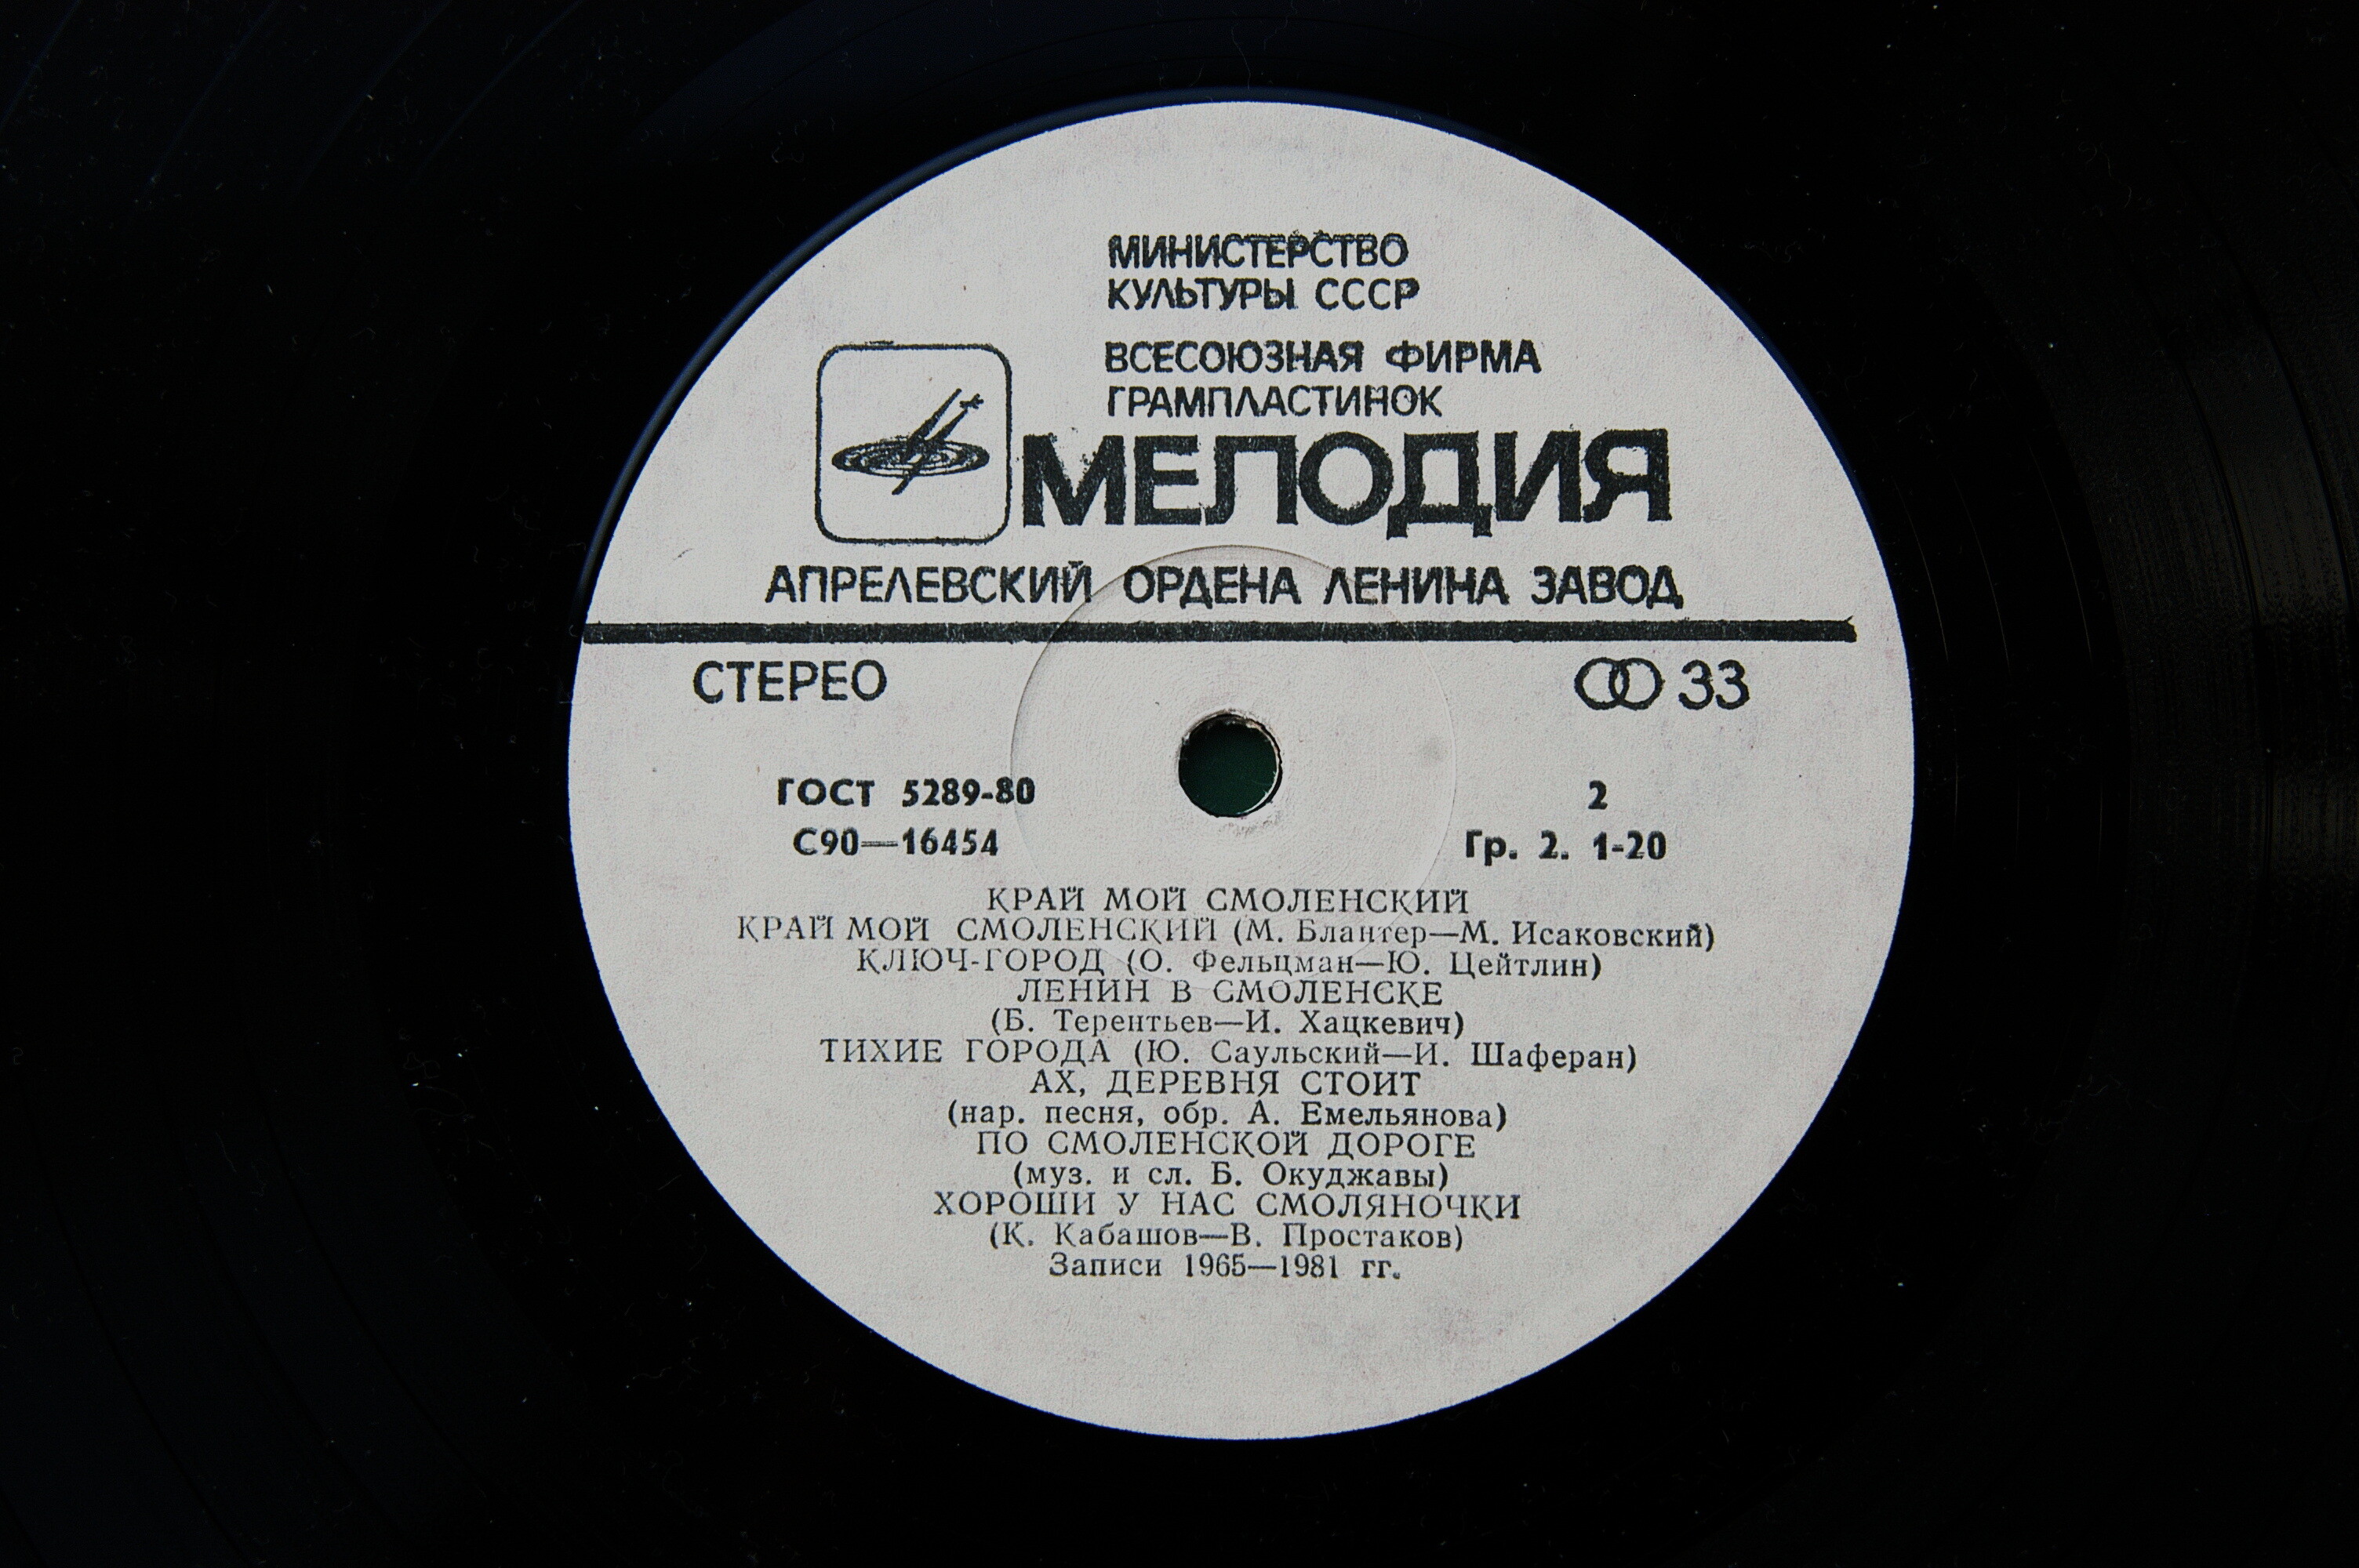 МИНИСТЕРСТВО
КУЛЬТУРЫ СССР
ВСЕСОЮЗНАЯ ФИРМА
ГРАМПЛАСТИНОК
МЕЛОДИЯ
АПРЕЛЕВСКИЙ ОРДЕНА ЛЕНИНА ЗАВОД
СТЕРЕО 33
ГОСТ 5289-80 2
С90—16454 Гр. 2. 1-20
КРАЙ МОЙ СМОЛЕНСКИЙ
КРАЙ МОЙ СМОЛЕНСКИЙ (М. Блантер—М. Исаковский)
КЛЮЧ-ГОРОД (О. Фельцман—Ю. Цейтлин)
ЛЕНИН В СМОЛЕНСКЕ
(Б. Терентьев—И. Хацкевич)
ТИХИЕ ГОРОДА (Ю. Саульский—И. Шаферан)
АХ, ДЕРЕВНЯ СТОИТ
(нар. песня, обр. А. Емельянова)
ПО СМОЛЕНСКОЙ ДОРОГЕ
(муз. и сл. Б. Окуджавы)
ХОРОШИ У НАС СМОЛЯНОЧКИ
(К. Кабашов—В. Простаков)
Записи 1965—1981 гг.